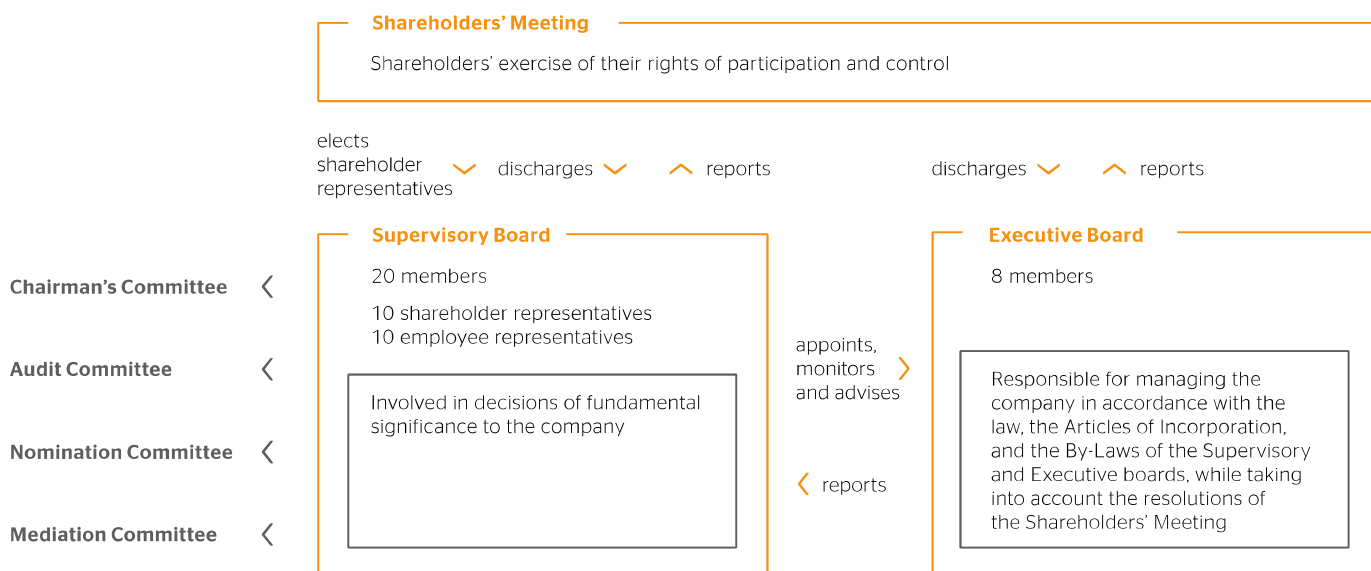 Shareholders’ Meeting
Shareholders’ exercise of their rights of participation and control
elects
shareholder
representatives
discharges
reports
discharges
reports
Chairman’s Committee
Audit Committee
Nomination Committee
Mediation Committee
Supervisory Board
20 members
10 shareholder representatives
10 employee representatives
Involved in decisions of fundamental
significance to the company
appoints,
monitors
and advises
reports
Executive Board
8 members
Responsible for managing the
company in accordance with the
law, the Articles of Incorporation,
and the By-Laws of the Supervisory
and Executive boards, while taking
into account the resolutions of
the Shareholders’ Meeting